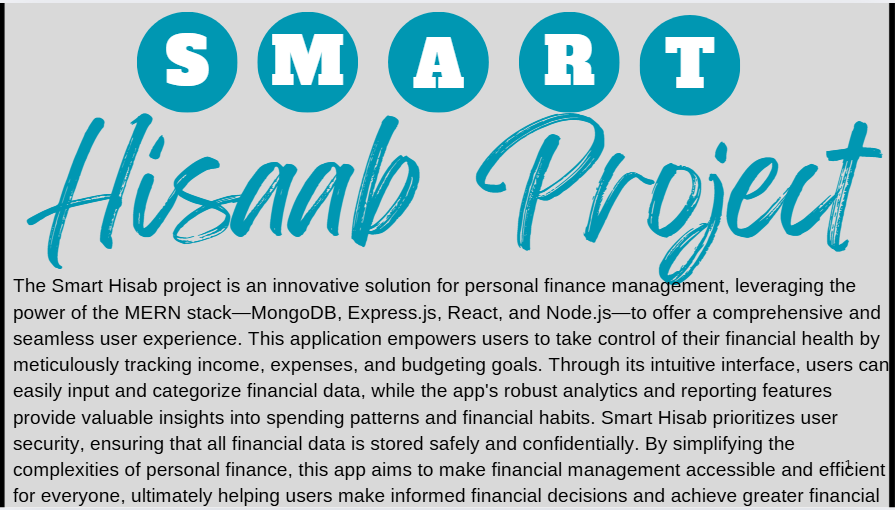 SMART
Hisaab Project
The Smart Hisab project is an innovative solution for personal finance management, leveraging the
power of the MERN stack—MongoDB, Express.js, React, and Node.js—to offer a comprehensive and
seamless user experience. This application empowers users to take control of their financial health by
meticulously tracking income, expenses, and budgeting goals. Through its intuitive interface, users can
easily input and categorize financial data, while the app's robust analytics and reporting features
provide valuable insights into spending patterns and financial habits. Smart Hisab prioritizes user
security, ensuring that all financial data is stored safely and confidentially. By simplifying the
complexities of personal finance, this app aims to make financial management accessible and efficient
1
for everyone, ultimately helping users make informed financial decisions and achieve greater financial